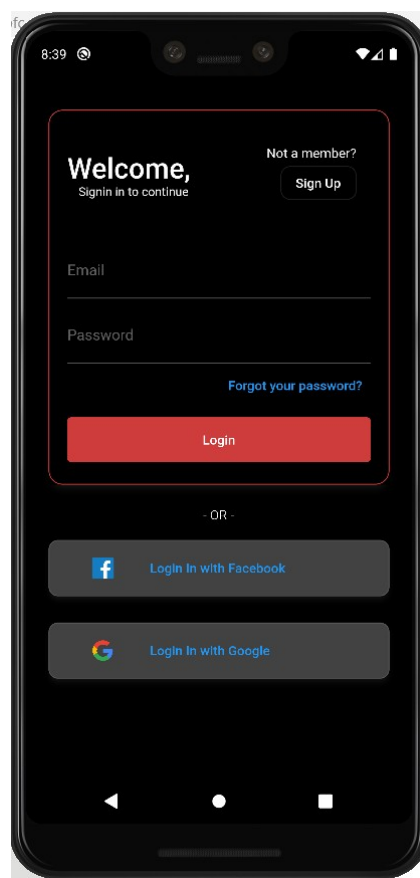 8:39
Not a member?
Welcome,
Sign Up
Signin in to continue
Email
Password
Forgot your password?
Login
- OR -
Login In with Facebook
Login In with Google